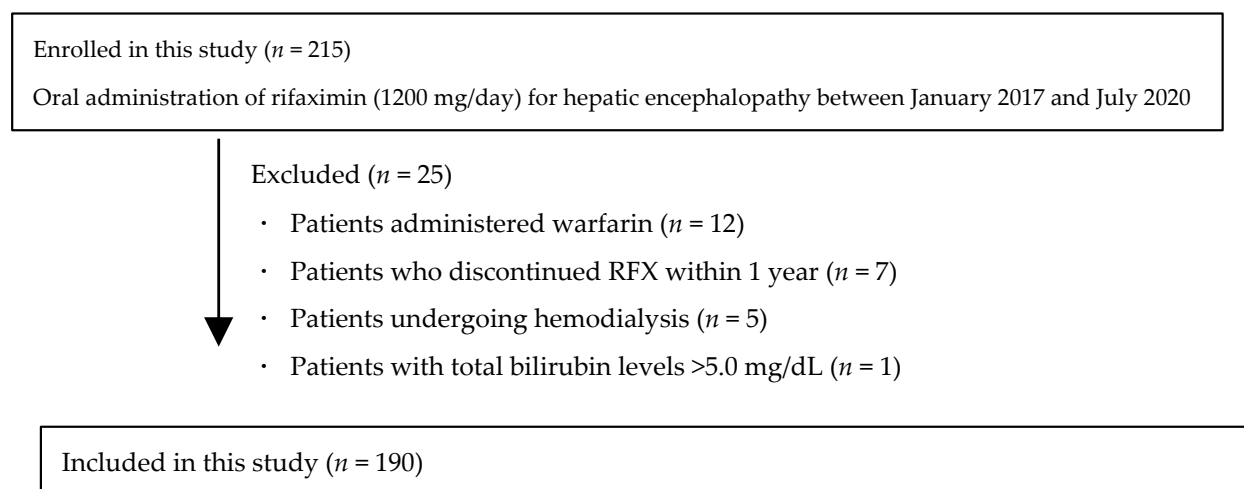 Enrolled in this study (n = 215)
Oral administration of rifaximin (1200 mg/day) for hepatic encephalopathy between January 2017 and July 2020
Excluded (n = 25)
・ Patients administered warfarin (n = 12)
・ Patients who discontinued RFX within 1 year (n = 7)
・ Patients undergoing hemodialysis (n = 5)
・ Patients with total bilirubin levels >5.0 mg/dL (n = 1)
Included in this study (n = 190)